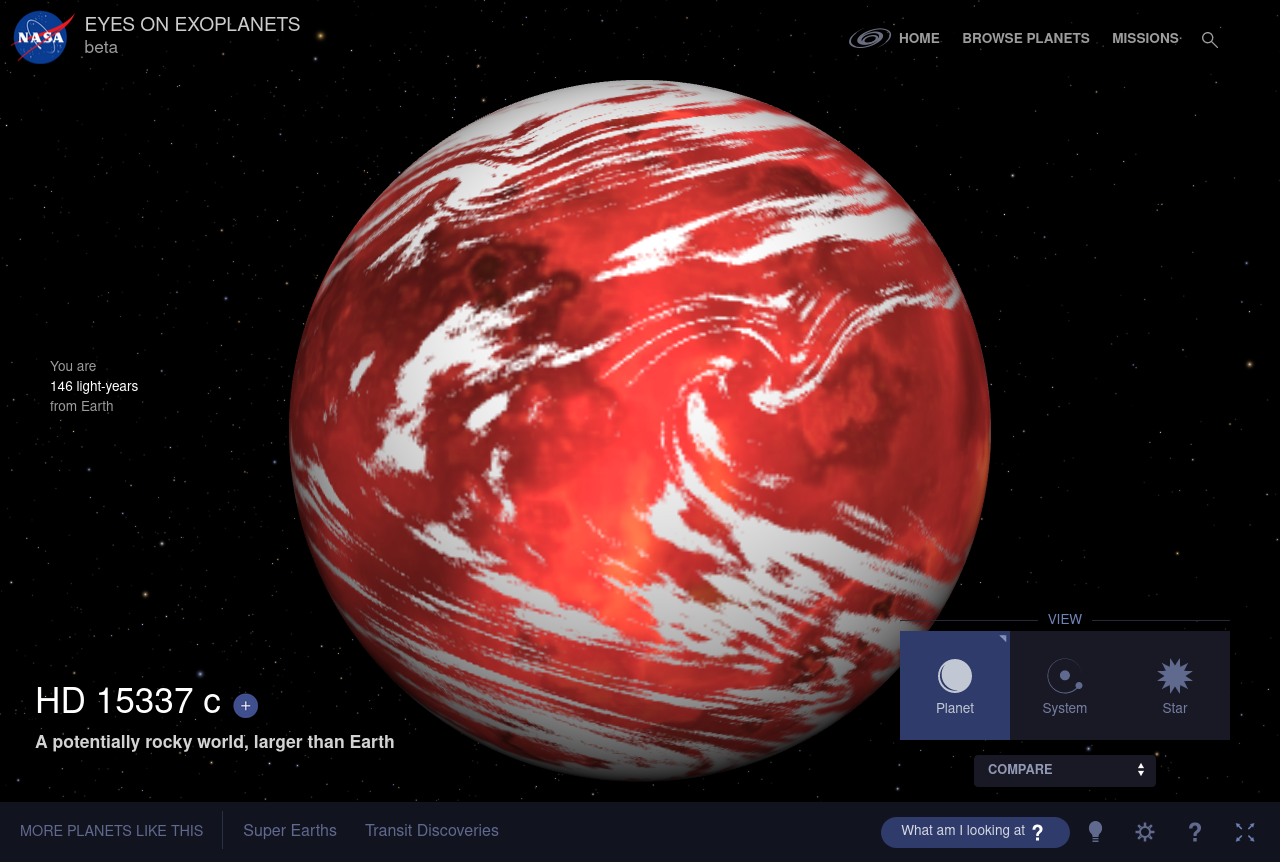 NASA
EYES ON EXOPLANETS
beta
HOME
BROWSE PLANETS
MISSIONS
You are
146 light-years
from Earth
VIEW
Planet
System
Star
HD 15337 c +
A potentially rocky world, larger than Earth
COMPARE
MORE PLANETS LIKE THIS
Super Earths
Transit Discoveries
What am I looking at ?
?